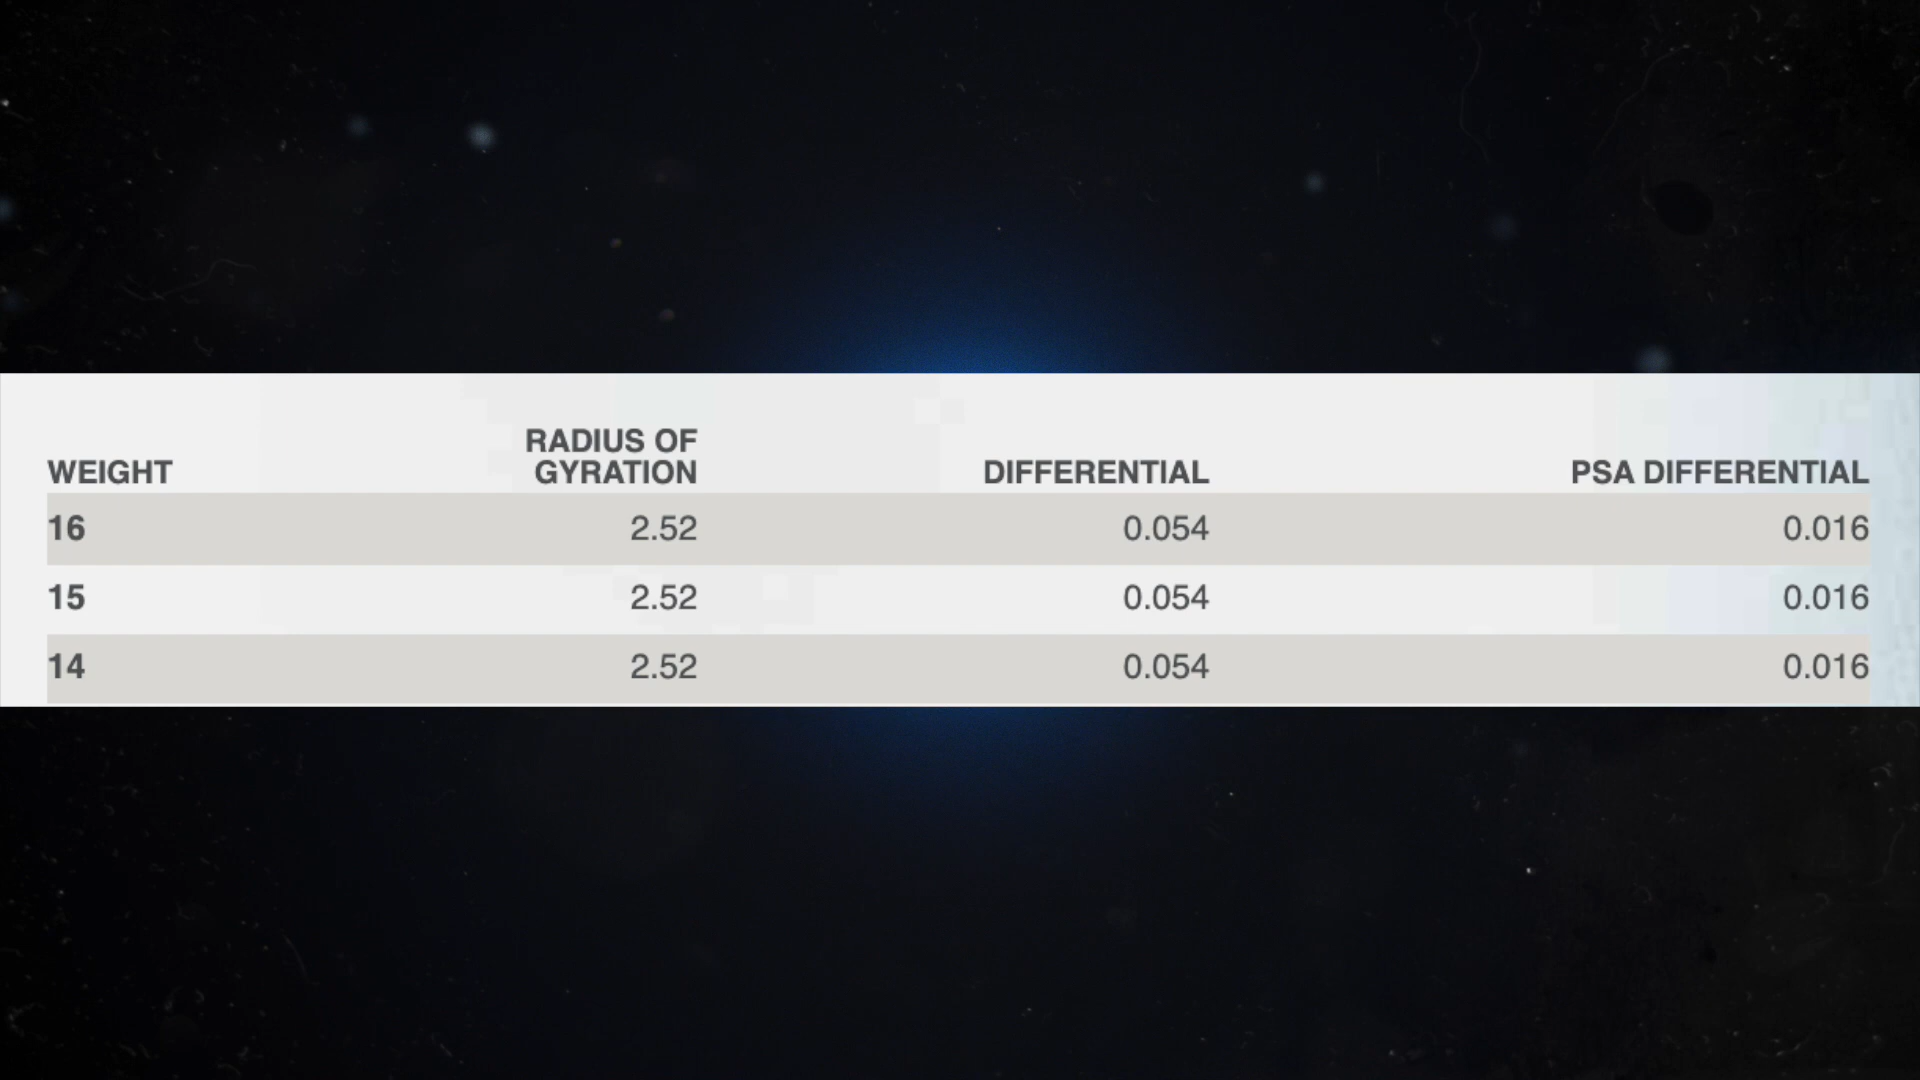 WEIGHT RADIUS OF GYRATION DIFFERENTIAL PSA DIFFERENTIAL
16 2.52 0.054 0.016
15 2.52 0.054 0.016
14 2.52 0.054 0.016